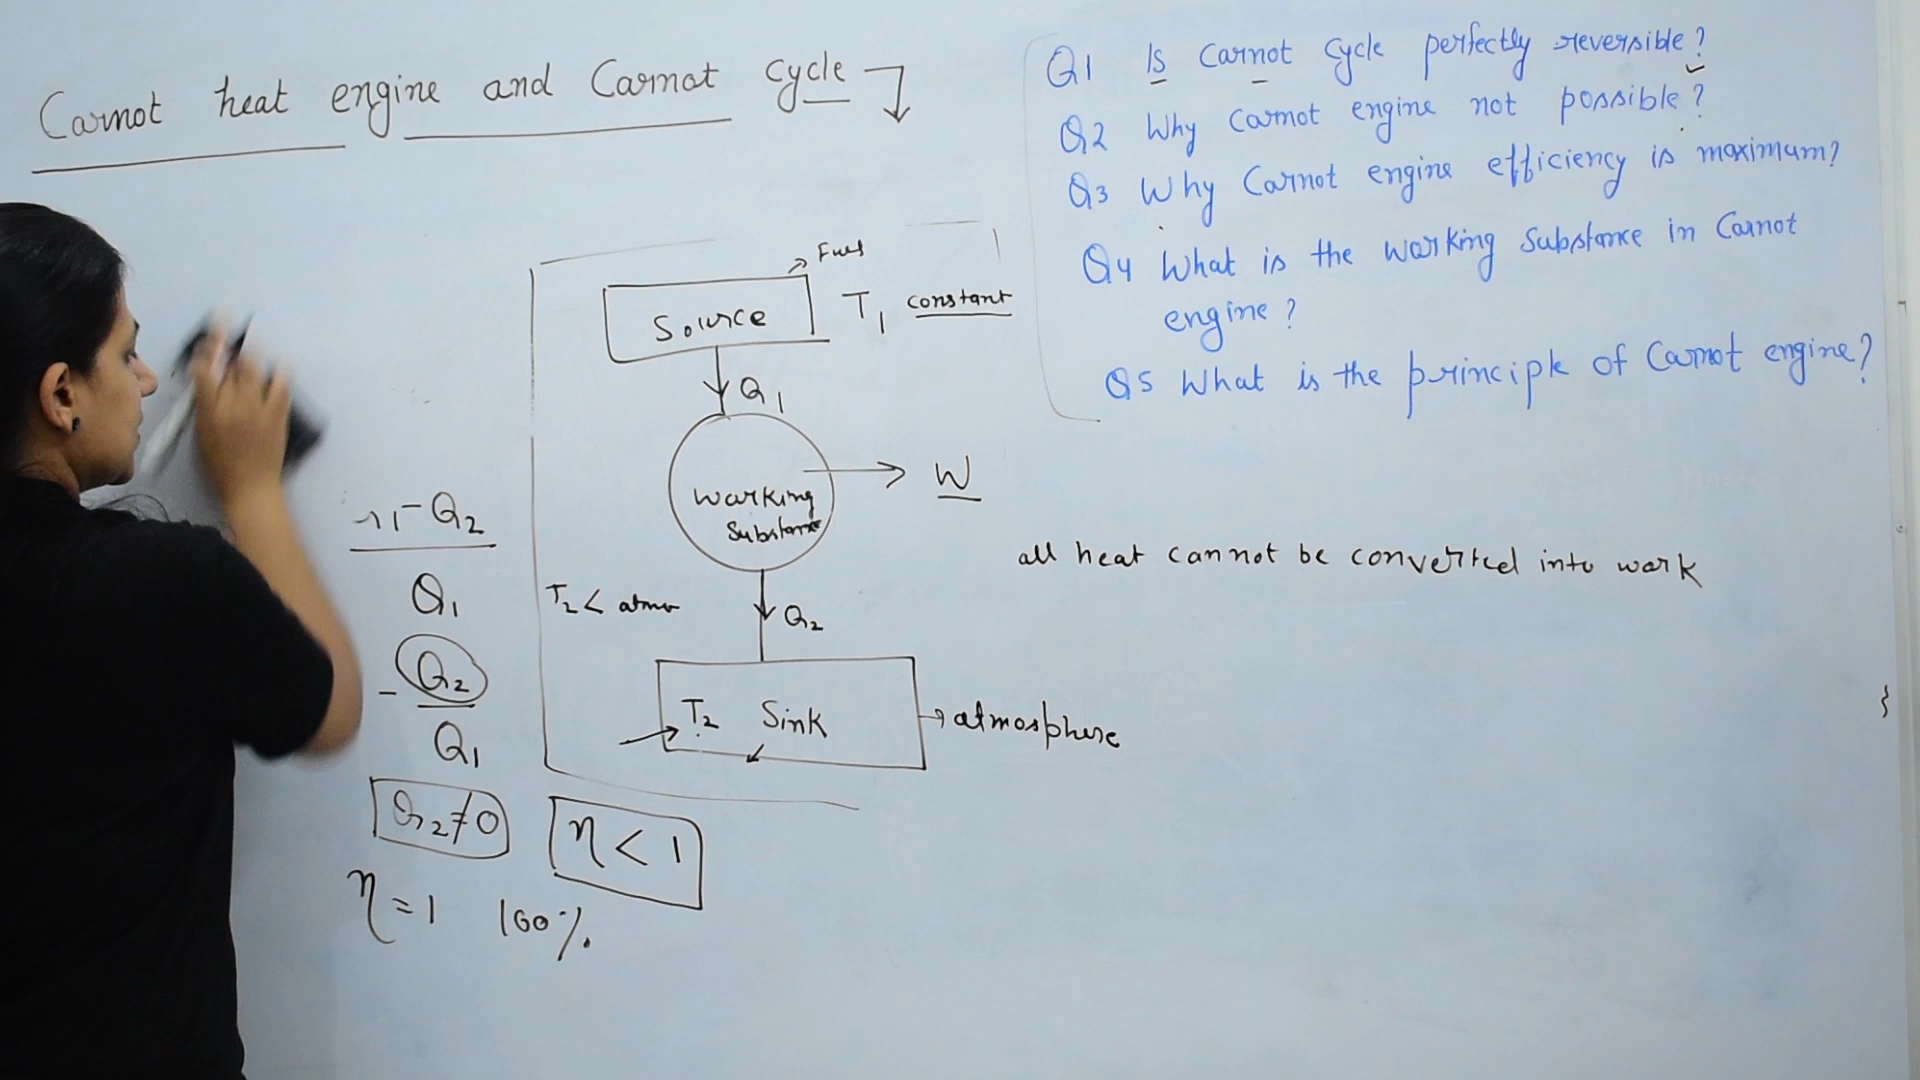 Carnot heat engine and Carnot cycle
Q1 Is Carnot cycle perfectly reversible?
Q2 Why Carnot engine not possible?
Q3 Why Carnot engine efficiency is maximum?
Q4 What is the working substance in Carnot
engine?
Q5 What is the principle of Carnot engine?
Fuel
Source
T1 constant
Q1
Working
Substance
W
- Q2
Q1
T2 < atmo
Q2
all heat cannot be converted into work
- Q2
Q1
T2 Sink
atmosphere
Q2 ≠ 0
η < 1
η = 1 100%